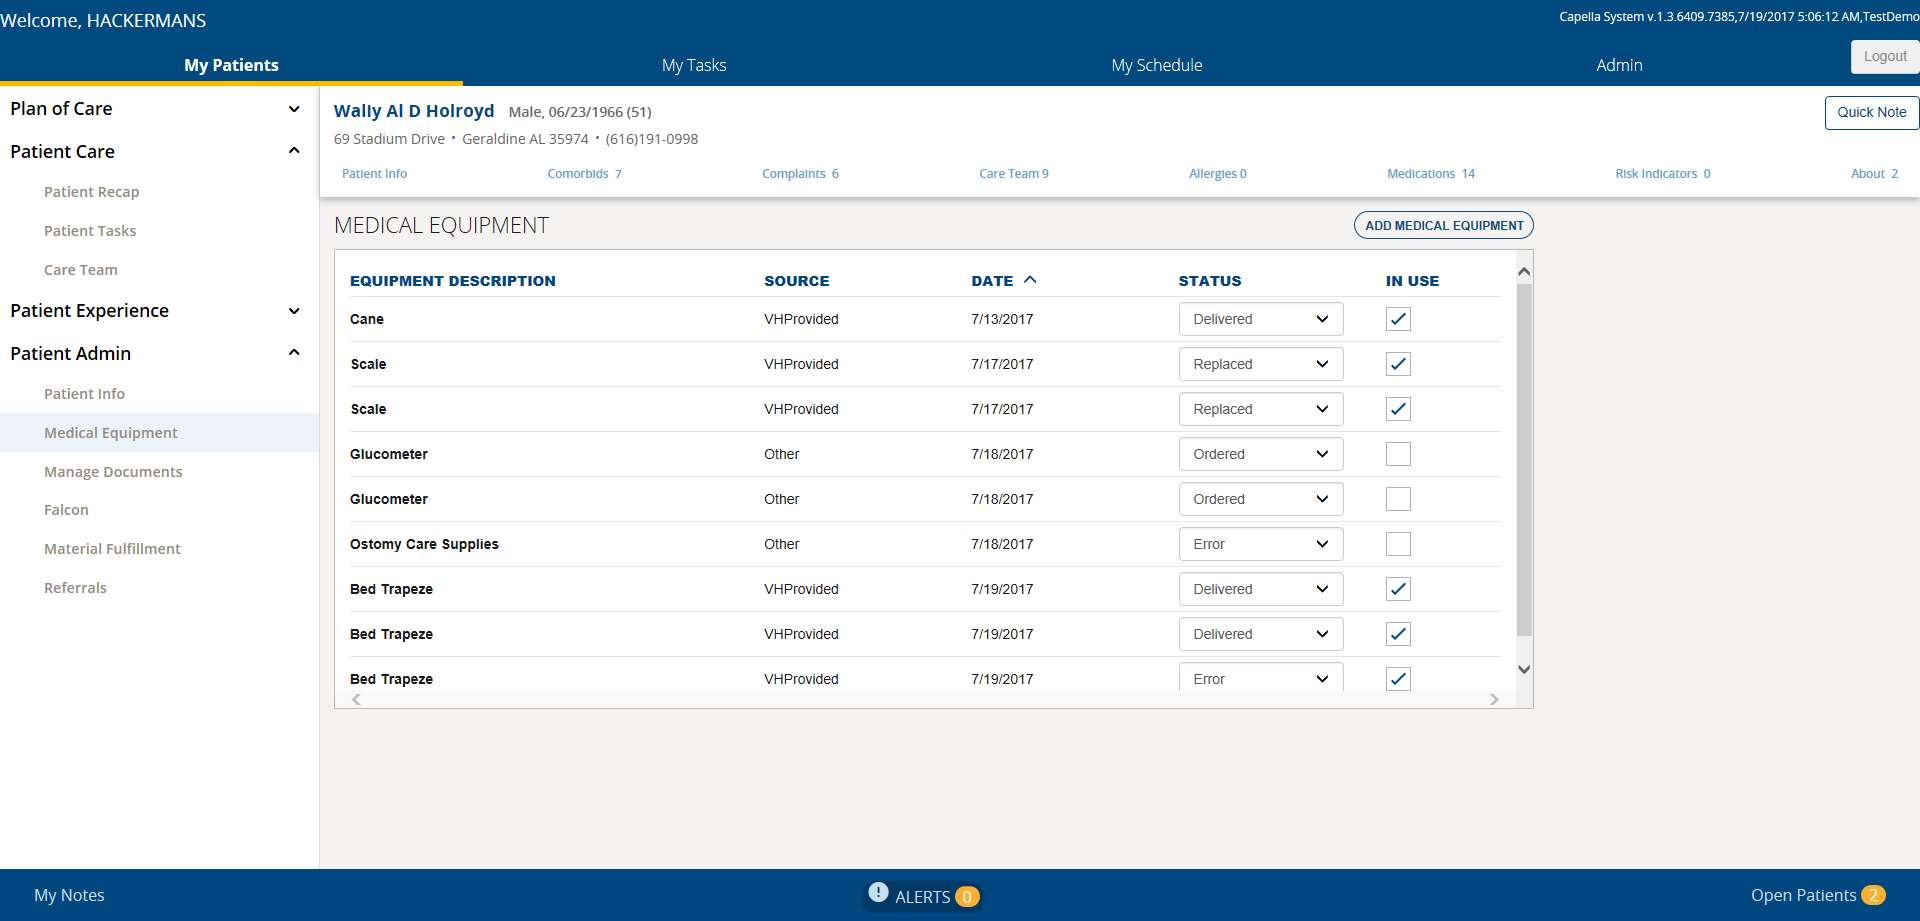 Welcome, HACKERMANS
Capella System v.1.3.6409.7385,7/19/2017 5:06:12 AM,TestDemo
My Patients My Tasks My Schedule Admin Logout
Plan of Care
Patient Care
Patient Recap
Patient Tasks
Care Team
Patient Experience
Patient Admin
Patient Info
Medical Equipment
Manage Documents
Falcon
Material Fulfillment
Referrals
Wally Al D Holroyd Male, 06/23/1966 (51)
Quick Note
69 Stadium Drive • Geraldine AL 35974 • (616)191-0998
Patient Info Comorbids 7 Complaints 6 Care Team 9 Allergies 0 Medications 14 Risk Indicators 0 About 2
MEDICAL EQUIPMENT
ADD MEDICAL EQUIPMENT
EQUIPMENT DESCRIPTION SOURCE DATE STATUS IN USE
Cane VHProvided 7/13/2017 Delivered
Scale VHProvided 7/17/2017 Replaced
Scale VHProvided 7/17/2017 Replaced
Glucometer Other 7/18/2017 Ordered
Glucometer Other 7/18/2017 Ordered
Ostomy Care Supplies Other 7/18/2017 Error
Bed Trapeze VHProvided 7/19/2017 Delivered
Bed Trapeze VHProvided 7/19/2017 Delivered
Bed Trapeze VHProvided 7/19/2017 Error
My Notes
! ALERTS 0
Open Patients 2